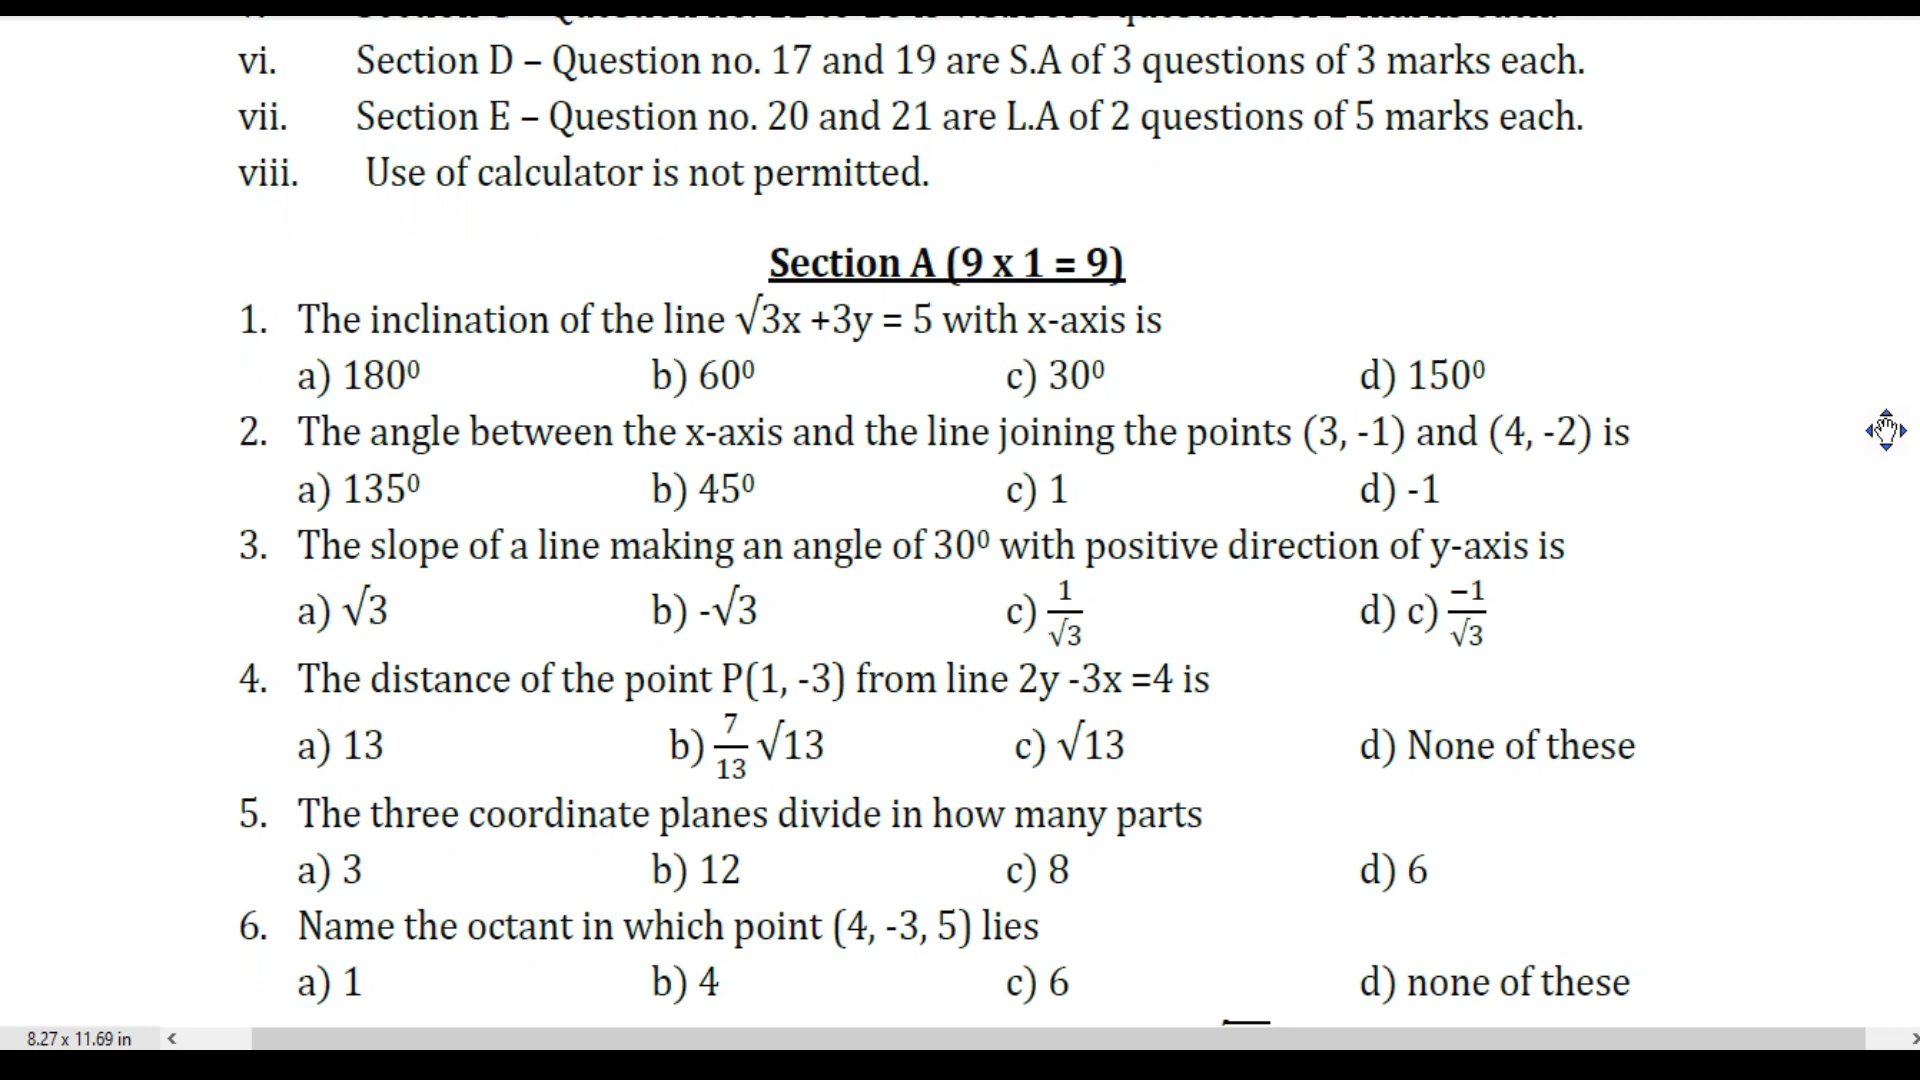 vi. Section D – Question no. 17 and 19 are S.A of 3 questions of 3 marks each.
vii. Section E – Question no. 20 and 21 are L.A of 2 questions of 5 marks each.
viii. Use of calculator is not permitted.
Section A (9 x 1 = 9)
1. The inclination of the line √3x +3y = 5 with x-axis is
a) 180⁰ b) 60⁰ c) 30⁰ d) 150⁰
2. The angle between the x-axis and the line joining the points (3, -1) and (4, -2) is
a) 135⁰ b) 45⁰ c) 1 d) -1
3. The slope of a line making an angle of 30⁰ with positive direction of y-axis is
a) √3 b) -√3 c) 1/√3 d) c) −1/√3
4. The distance of the point P(1, -3) from line 2y -3x =4 is
a) 13 b) 7/13 √13 c) √13 d) None of these
5. The three coordinate planes divide in how many parts
a) 3 b) 12 c) 8 d) 6
6. Name the octant in which point (4, -3, 5) lies
a) 1 b) 4 c) 6 d) none of these
8.27 x 11.69 in